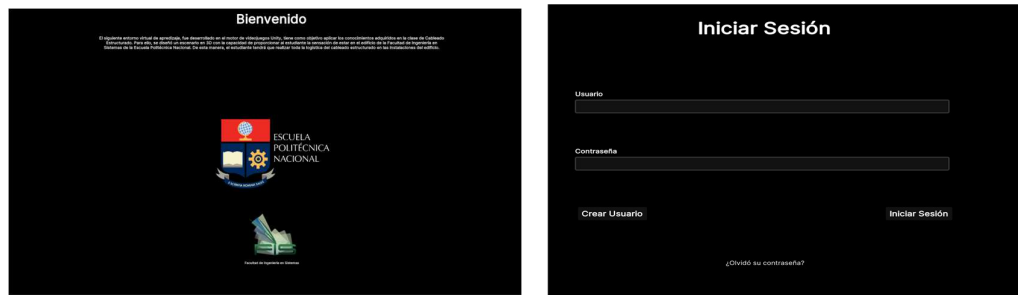 Bienvenido
El siguiente entorno virtual de aprendizaje, fue desarrollado en el motor de videojuegos Unity, tiene como objetivo aplicar los conocimientos adquiridos en la clase de Cableado
Estructurado. Para ello, se diseñó un escenario en 3D con la capacidad de proporcionar al estudiante la sensación de estar en el edificio de la Facultad de Ingeniería en
Sistemas de la Escuela Politécnica Nacional. De esta manera, el estudiante tendrá que realizar toda la logística del cableado estructurado en las instalaciones del edificio.
ESCUELA
POLITÉCNICA
NACIONAL
Facultad de Ingeniería en Sistemas
Iniciar Sesión
Usuario
Contraseña
Crear Usuario
Iniciar Sesión
¿Olvidó su contraseña?